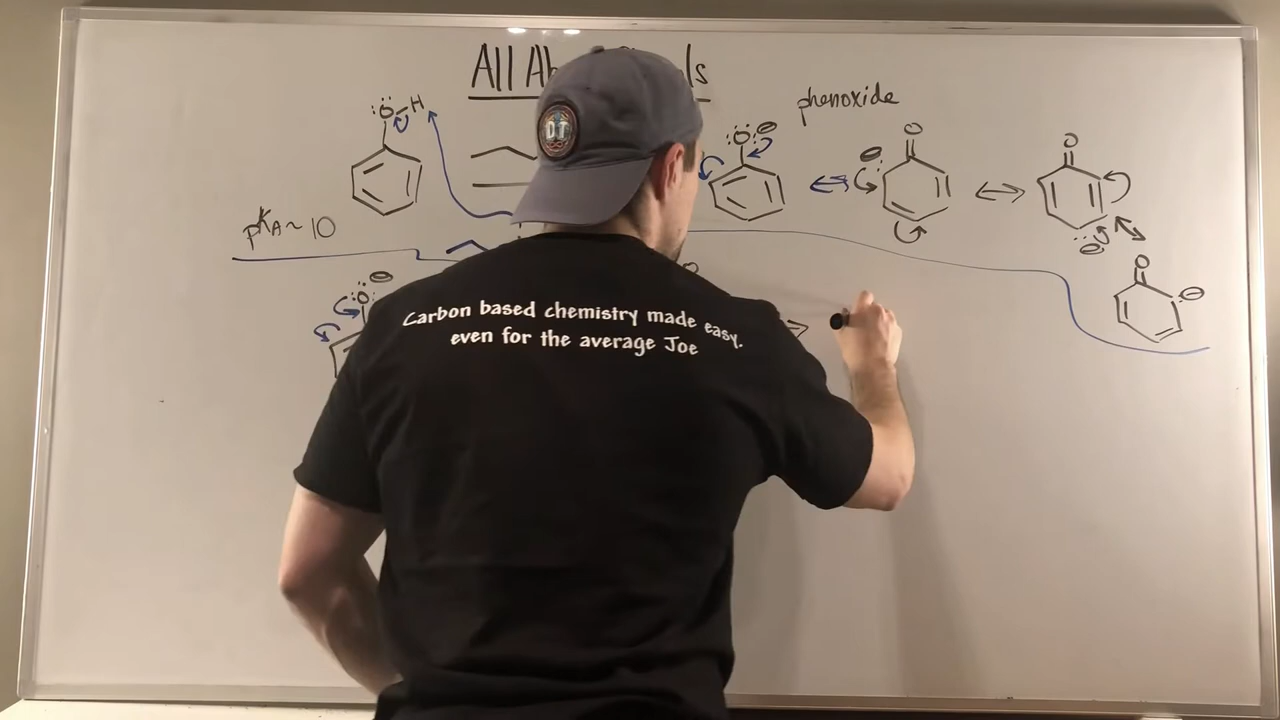 All Ab ls
phenoxide
:Ö-H
pKA~10
O
O
O
O
O
O
Carbon based chemistry made easy.
even for the average Joe
DT